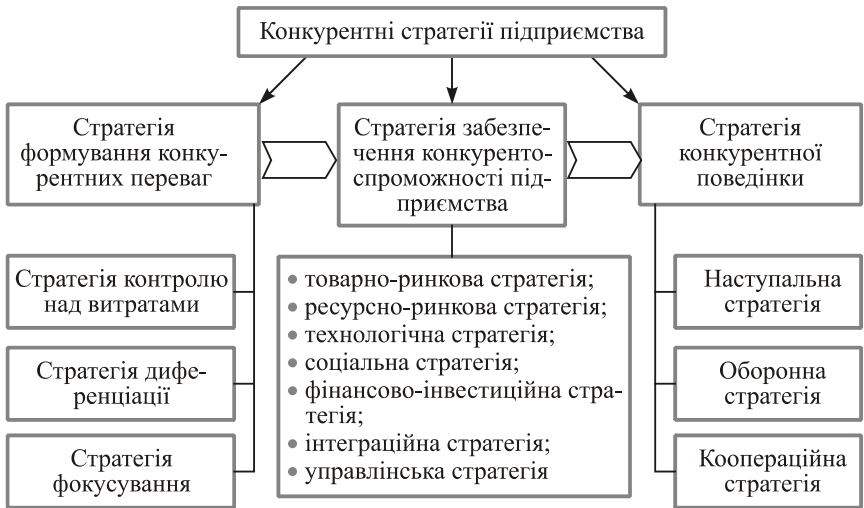 Конкурентні стратегії підприємства
Стратегія
формування конку-
рентних переваг
Стратегія забезпе-
чення конкуренто-
спроможності під-
приємства
Стратегія
конкурентної
поведінки
Стратегія контролю
над витратами
Стратегія дифе-
ренціації
Стратегія
фокусування
• товарно-ринкова стратегія;
• ресурсно-ринкова стратегія;
• технологічна стратегія;
• соціальна стратегія;
• фінансово-інвестиційна стра-
тегія;
• інтеграційна стратегія;
• управлінська стратегія
Наступальна
стратегія
Оборонна
стратегія
Коопераційна
стратегія